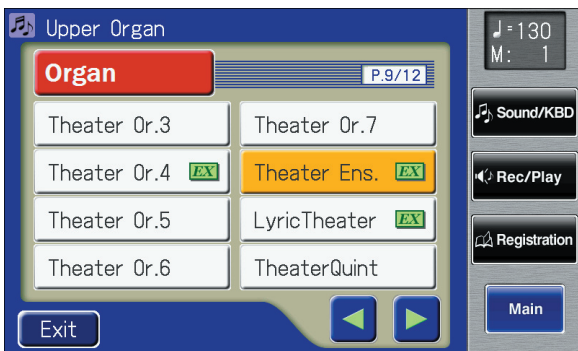 Upper Organ
Organ
P.9/12
Theater Or.3
Theater Or.7
Theater Or.4 EX
Theater Ens. EX
Theater Or.5
LyricTheater EX
Theater Or.6
TheaterQuint
Exit
♩=130
M: 1
Sound/KBD
Rec/Play
Registration
Main